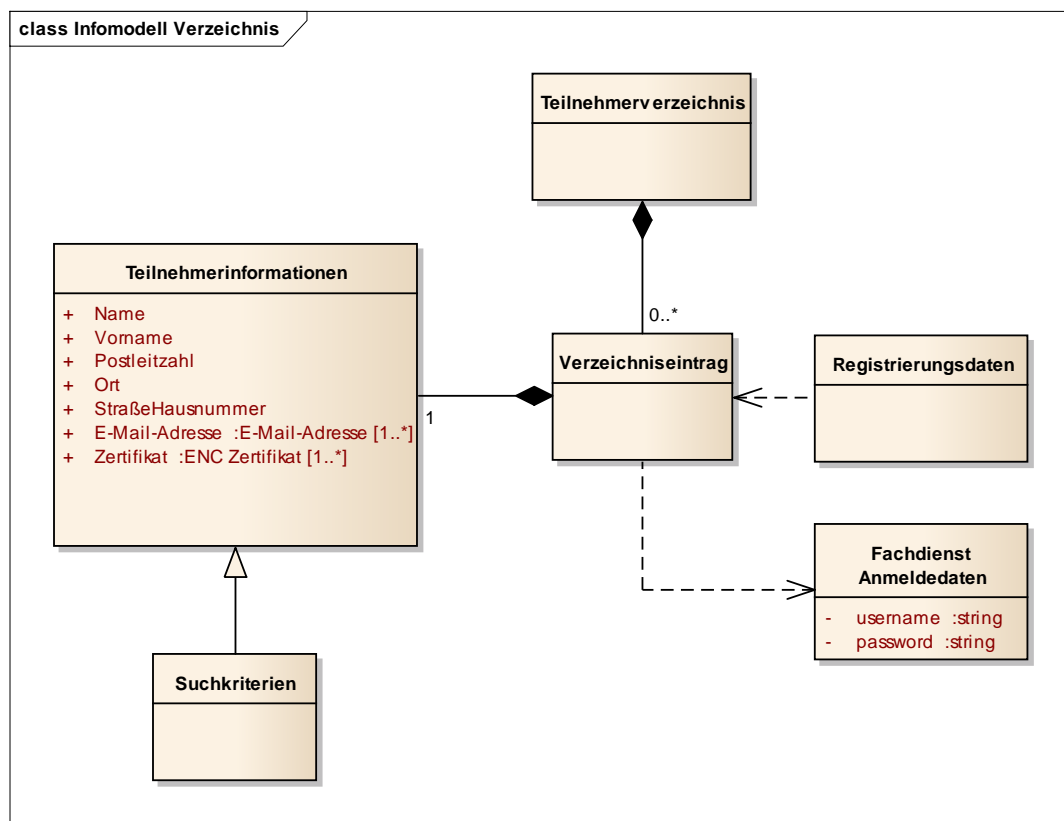 class Infomodell Verzeichnis
Teilnehmerverzeichnis
0..*
Teilnehmerinformationen
+ Name
+ Vorname
+ Postleitzahl
+ Ort
+ StraßeHausnummer
+ E-Mail-Adresse :E-Mail-Adresse [1..*]
+ Zertifikat :ENC Zertifikat [1..*]
1
Verzeichniseintrag
Registrierungsdaten
Fachdienst
Anmeldedaten
- username :string
- password :string
Suchkriterien